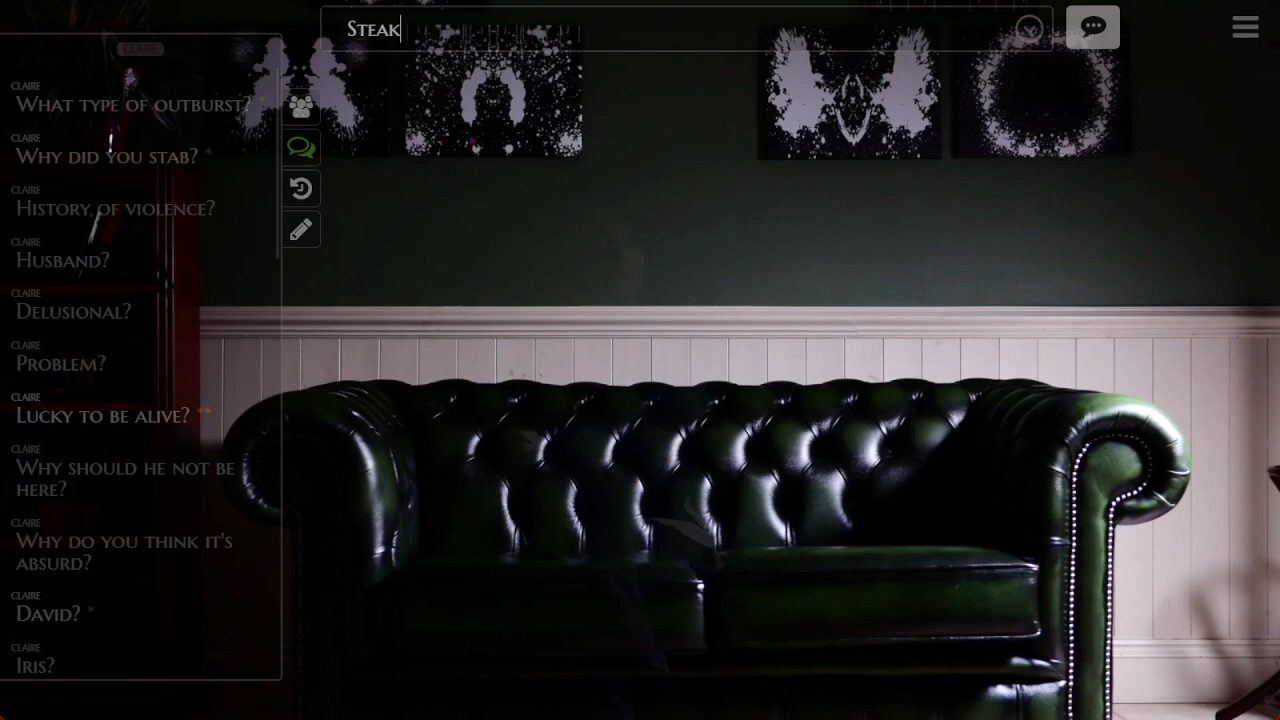 Steak
CLAIRE
CLAIRE
What type of outburst? *
CLAIRE
Why did you stab? *
CLAIRE
History of violence?
CLAIRE
Husband?
CLAIRE
Delusional?
CLAIRE
Problem?
CLAIRE
Lucky to be alive? **
CLAIRE
Why should he not be
here?
CLAIRE
Why do you think it's
absurd?
CLAIRE
David? *
CLAIRE
Iris?